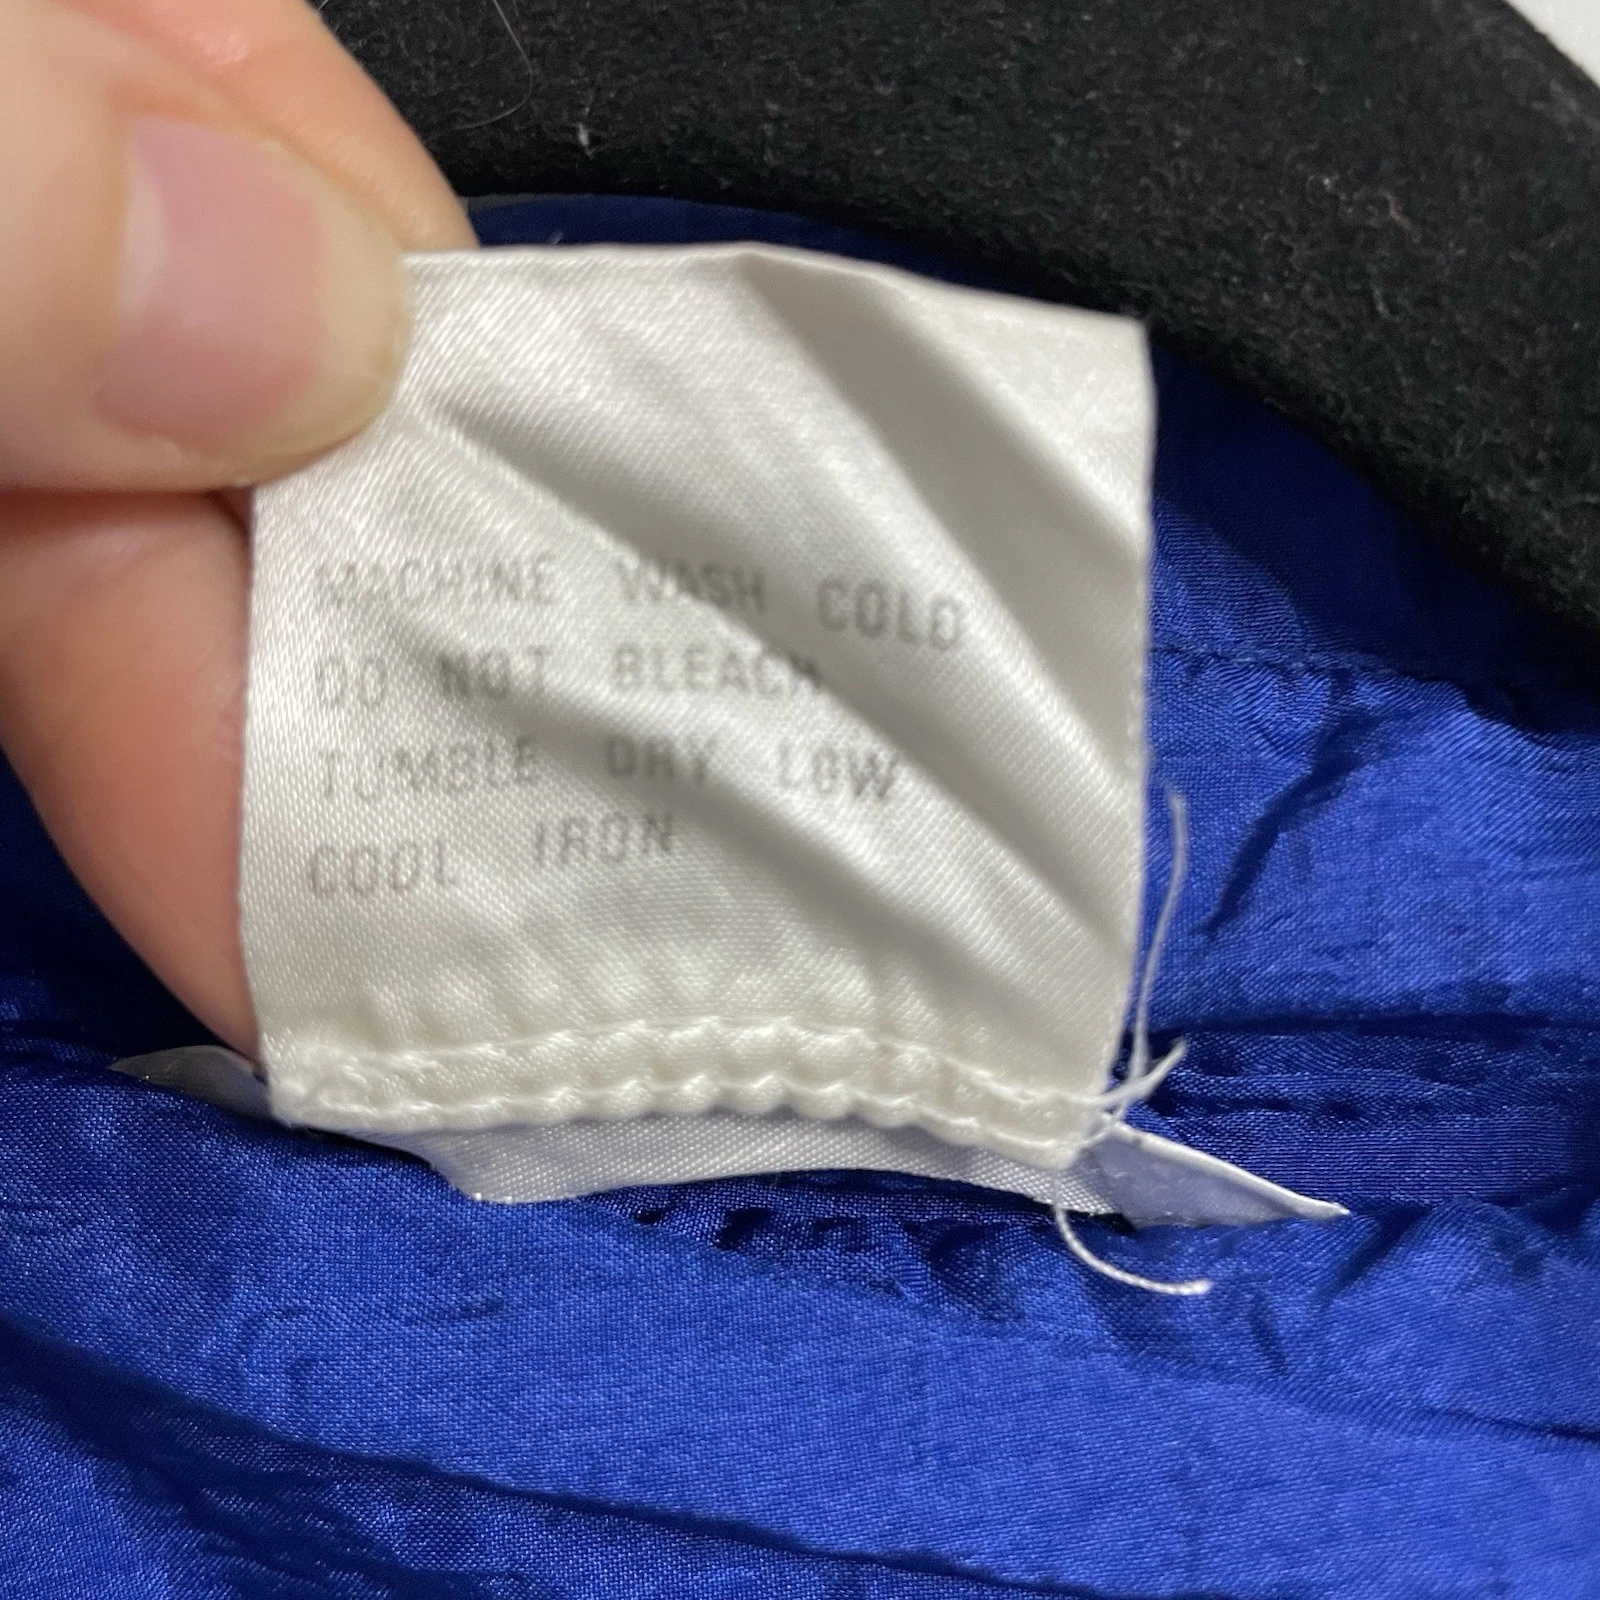 MACHINE WASH COLD
DO NOT BLEACH
TUMBLE DRY LOW
COOL IRON